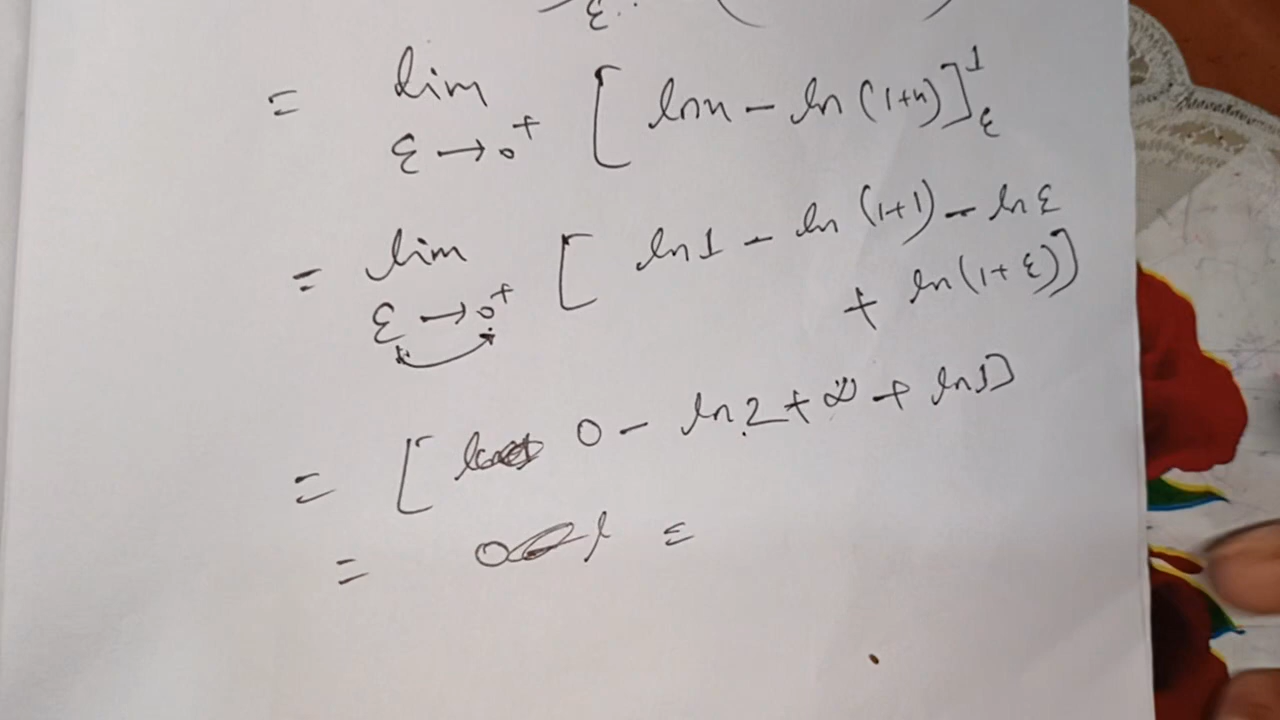 ε
= lim ε→0⁺ [ln x - ln (1+x)]₍ε₎¹
= lim ε→0⁺ [ln 1 - ln (1+1) - ln ε + ln (1+ε)]
= [0 - ln 2 + ∞ + ln 1]
= ε